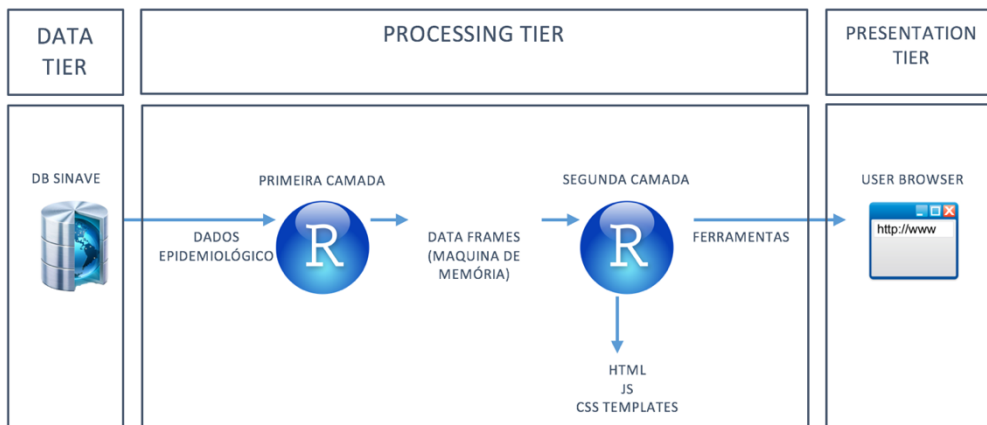 DATA
TIER
PROCESSING TIER
PRESENTATION
TIER
DB SINAVE
PRIMEIRA CAMADA
SEGUNDA CAMADA
USER BROWSER
R
R
http://www
DADOS
EPIDEMIOLÓGICO
DATA FRAMES
(MAQUINA DE
MEMÓRIA)
FERRAMENTAS
HTML
JS
CSS TEMPLATES